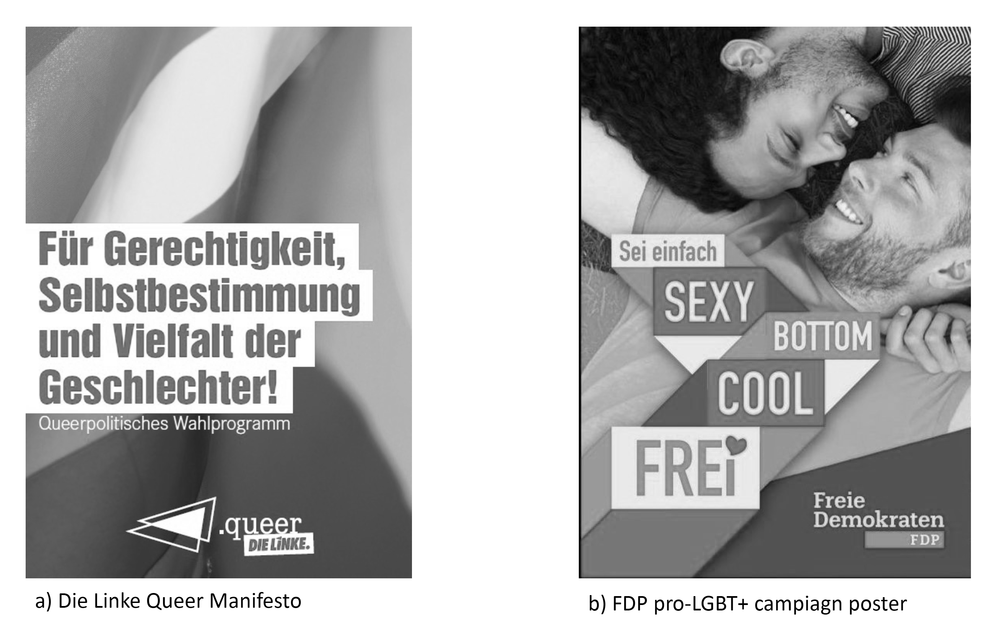 Für Gerechtigkeit,
Selbstbestimmung
und Vielfalt der
Geschlechter!
Queerpolitisches Wahlprogramm
.queer
DIE LINKE.
a) Die Linke Queer Manifesto
Sei einfach
SEXY
BOTTOM
COOL
FREi
Freie
Demokraten
FDP
b) FDP pro-LGBT+ campiagn poster